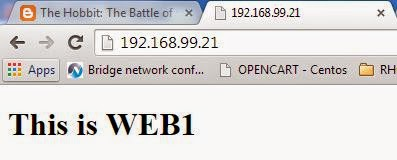 The Hobbit: The Battle of
192.168.99.21
192.168.99.21
Apps
Bridge network conf...
OPENCART - Centos
RH
This is WEB1